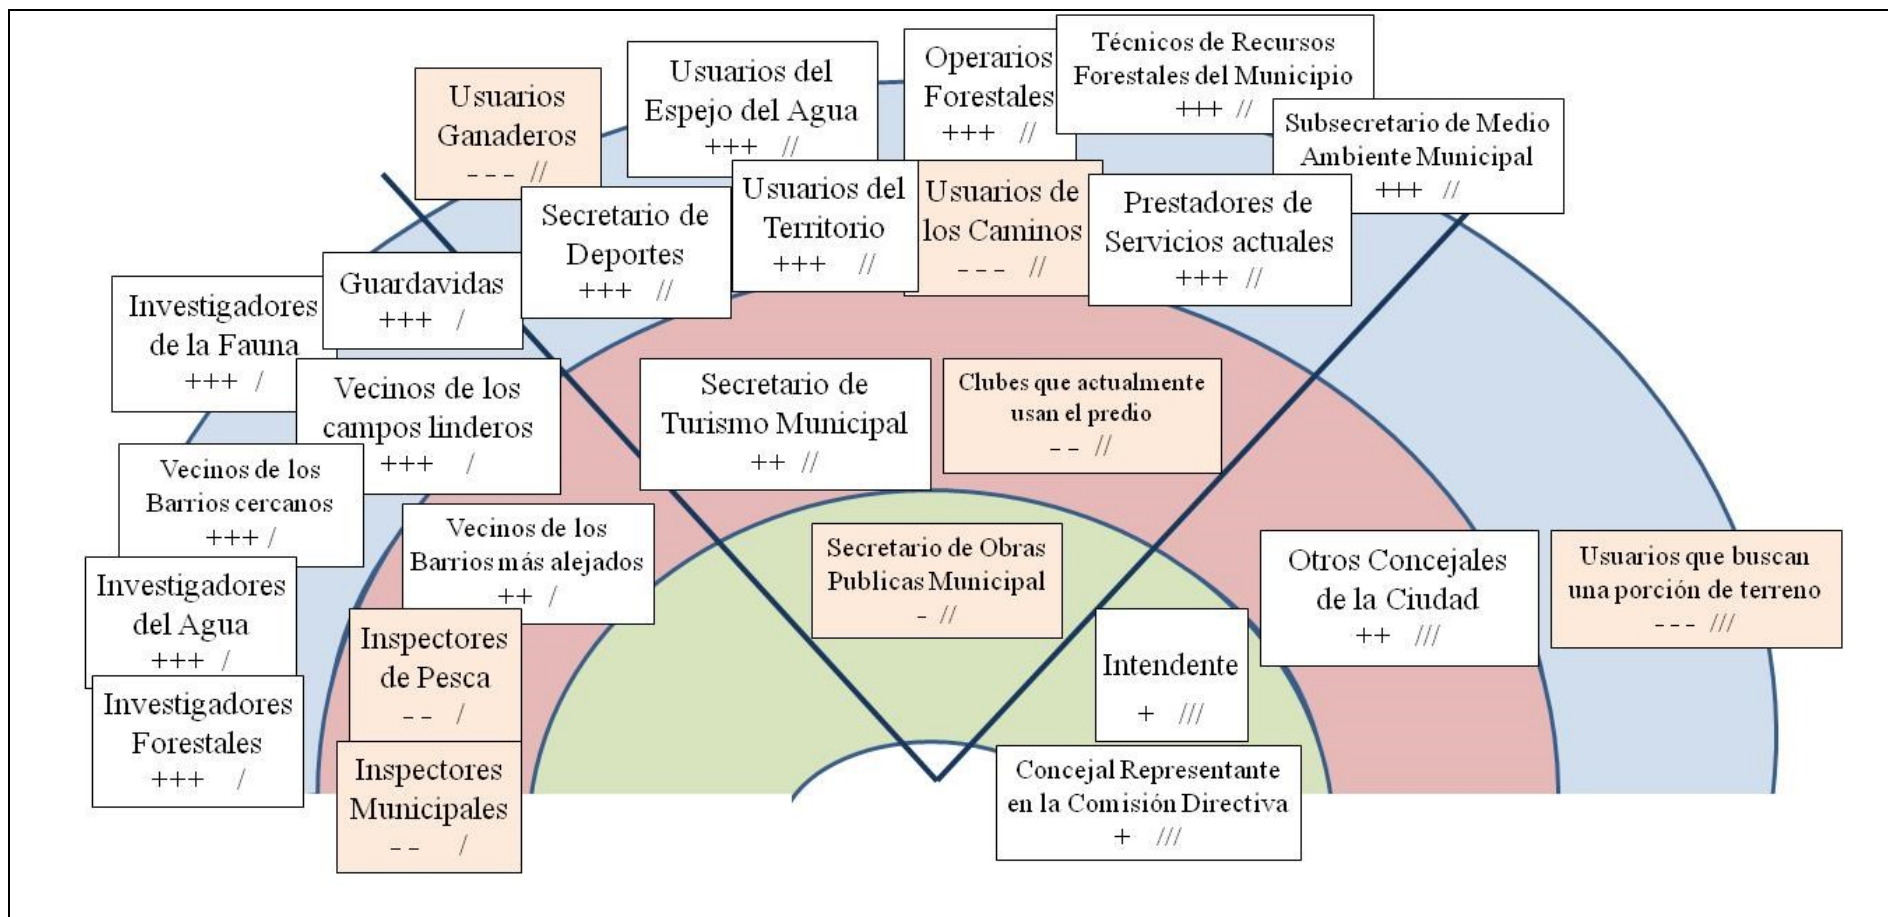 Usuarios
Ganaderos
- - - //
Usuarios del
Espejo del Agua
+++ //
Operarios
Forestales
+++ //
Técnicos de Recursos
Forestales del Municipio
+++ //
Subsecretario de Medio
Ambiente Municipal
+++ //
Secretario de
Deportes
+++ //
Usuarios del
Territorio
+++ //
Usuarios de
los Caminos
- - - //
Prestadores de
Servicios actuales
+++ //
Guardavidas
+++ /
Investigadores
de la Fauna
+++ /
Vecinos de los
campos linderos
+++ /
Secretario de
Turismo Municipal
++ //
Clubes que actualmente
usan el predio
- - //
Vecinos de los
Barrios cercanos
+++ /
Vecinos de los
Barrios más alejados
++ /
Secretario de Obras
Publicas Municipal
- //
Otros Concejales
de la Ciudad
++ ///
Usuarios que buscan
una porción de terreno
- - - ///
Investigadores
del Agua
+++ /
Inspectores
de Pesca
- - /
Intendente
+ ///
Investigadores
Forestales
+++ /
Inspectores
Municipales
- - /
Concejal Representante
en la Comisión Directiva
+ ///